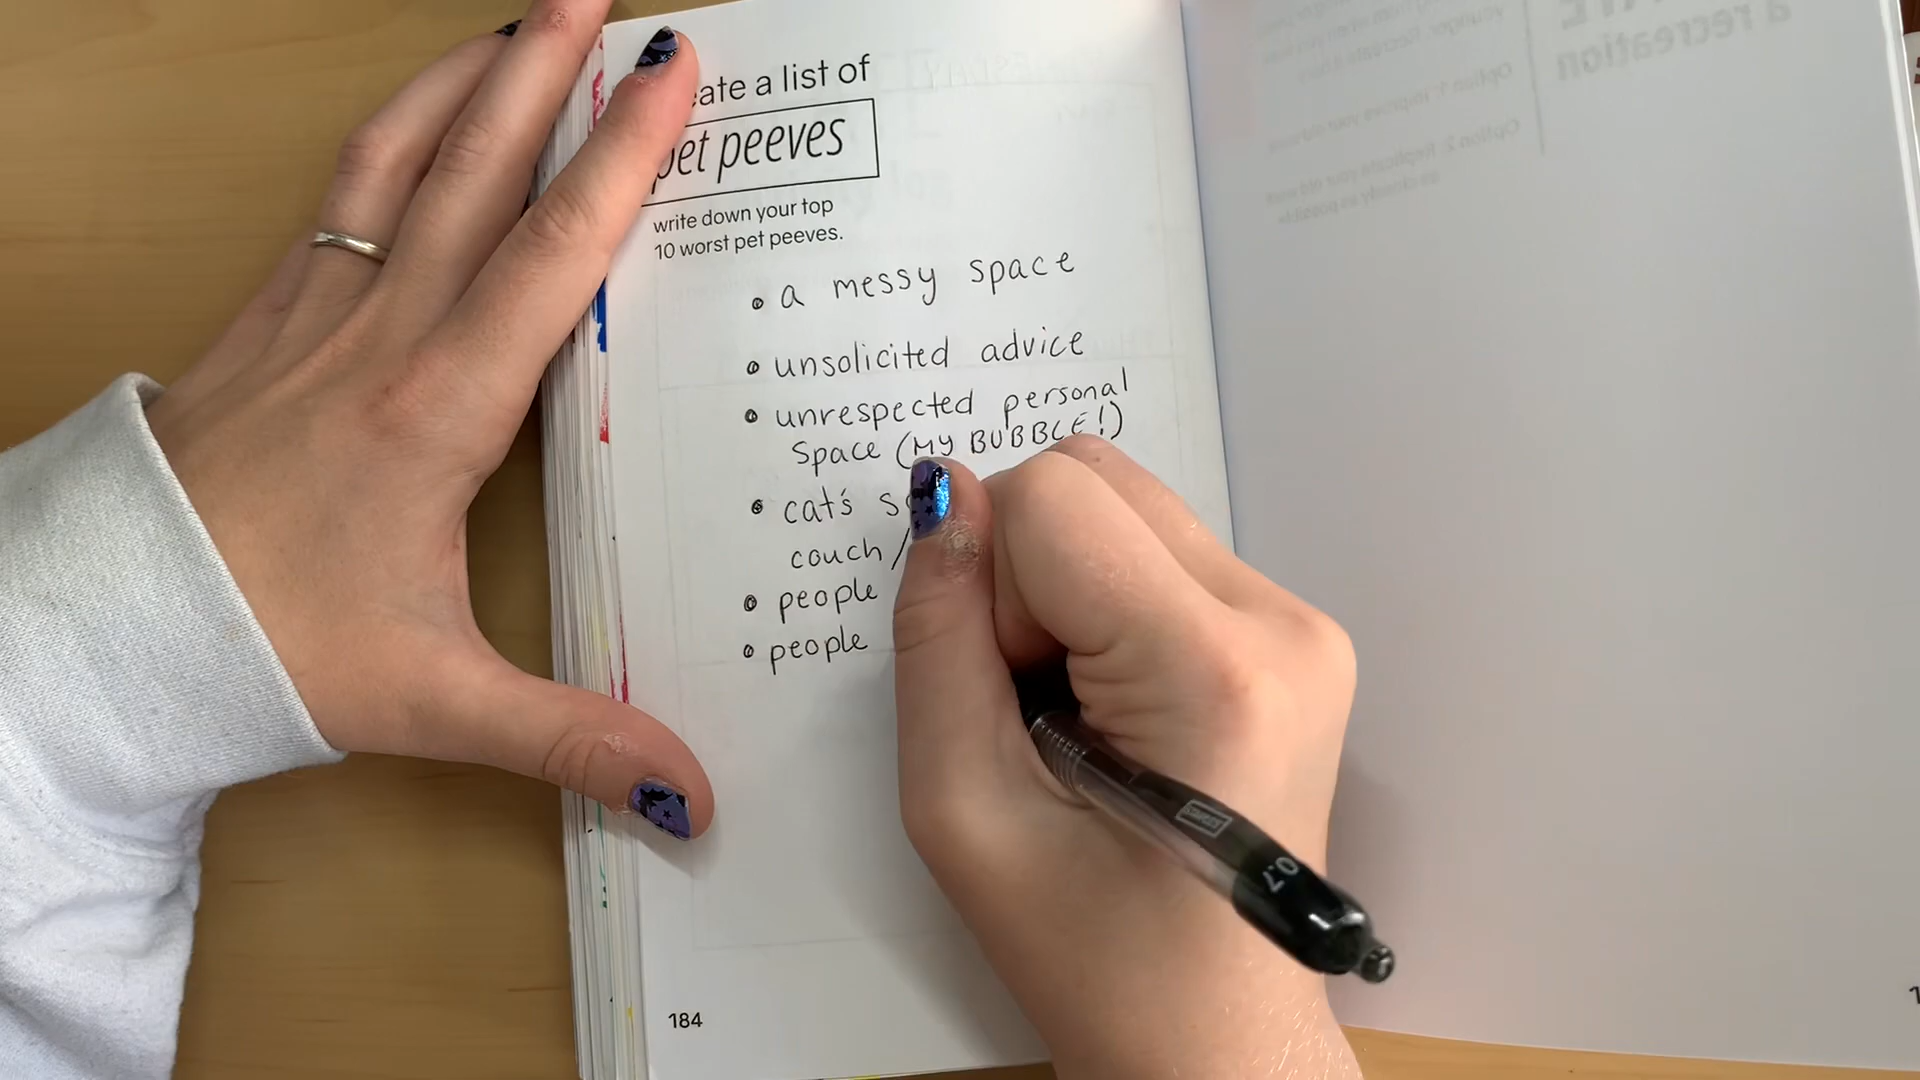 ate a list of
pet peeves
write down your top
10 worst pet peeves.
• a messy space
• unsolicited advice
• unrespected personal
space (MY BUBBLE!)
• cat's
couch /
• people
• people
184
0.7